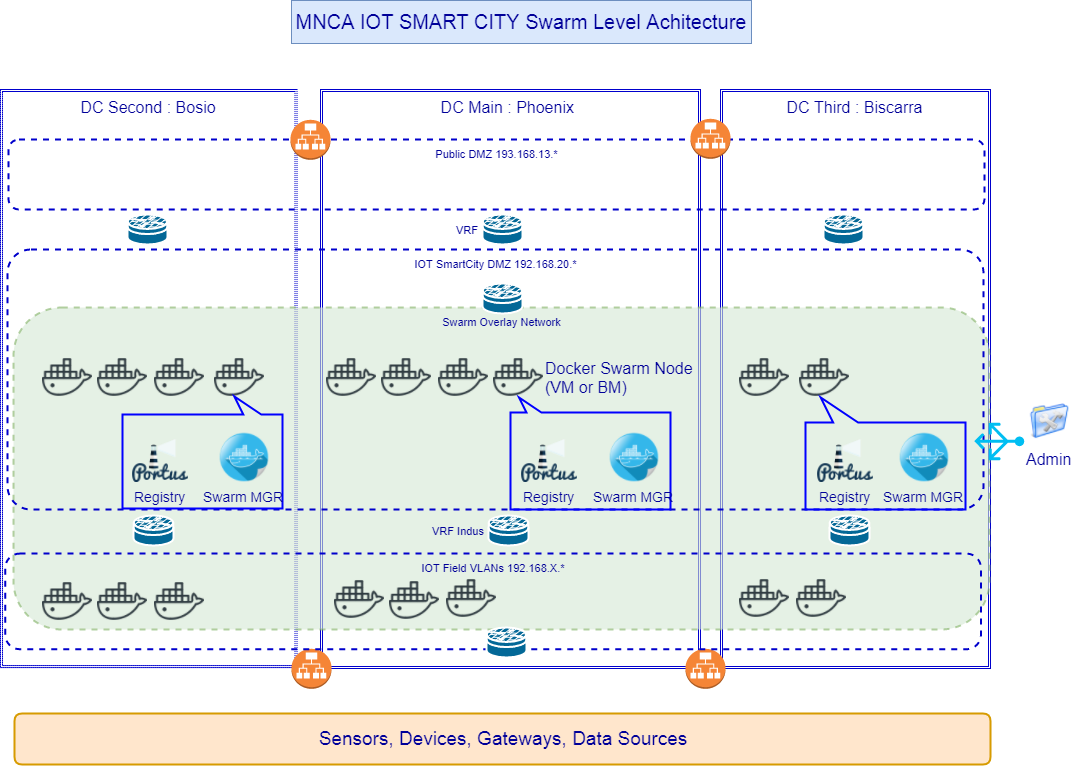 MNCA IOT SMART CITY Swarm Level Achitecture
DC Second : Bosio
DC Main : Phoenix
DC Third : Biscarra
Public DMZ 193.168.13.*
VRF
IOT SmartCity DMZ 192.168.20.*
Swarm Overlay Network
Docker Swarm Node
(VM or BM)
Portus
Registry
Swarm MGR
Portus
Registry
Swarm MGR
Portus
Registry
Swarm MGR
Admin
VRF Indus
IOT Field VLANs 192.168.X.*
Sensors, Devices, Gateways, Data Sources